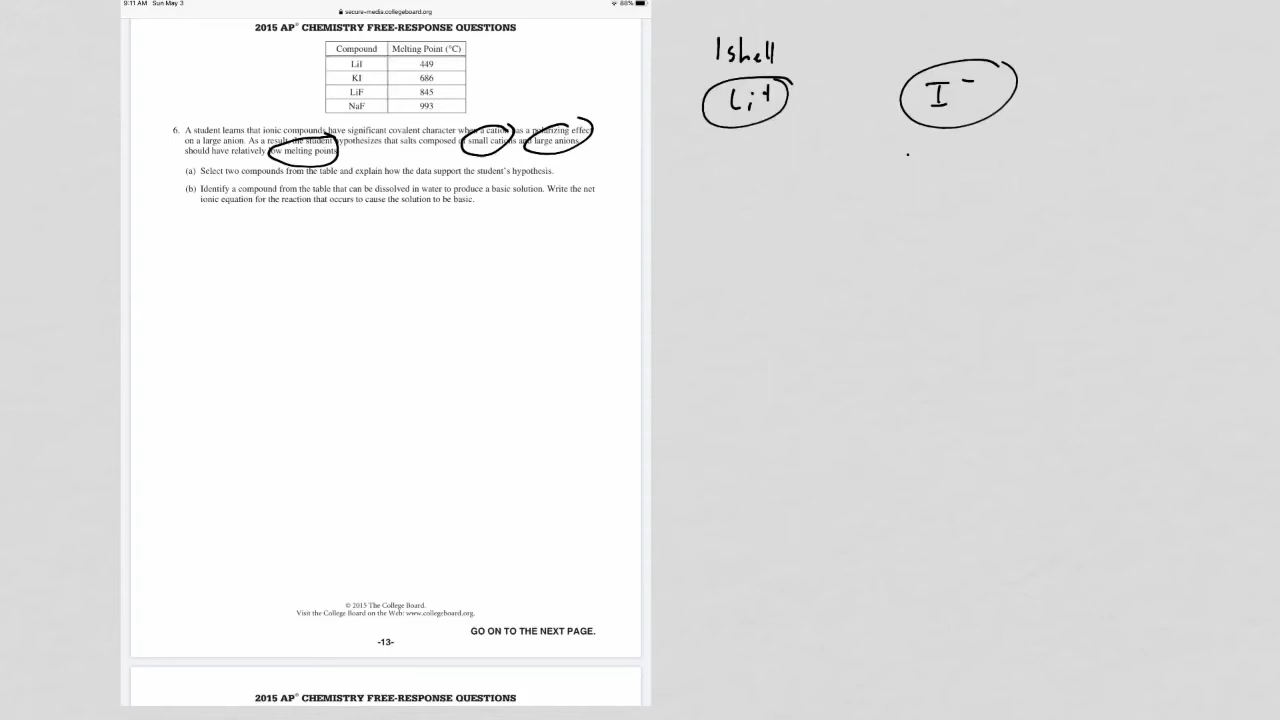 9:11 AM Sun May 3
88%
secure-media.collegeboard.org
2015 AP® CHEMISTRY FREE-RESPONSE QUESTIONS
Compound Melting Point (°C)
LiI 449
KI 686
LiF 845
NaF 993
6. A student learns that ionic compounds have significant covalent character when a cation has a polarizing effect
on a large anion. As a result, the student hypothesizes that salts composed of small cations and large anions
should have relatively low melting points.
(a) Select two compounds from the table and explain how the data support the student's hypothesis.
(b) Identify a compound from the table that can be dissolved in water to produce a basic solution. Write the net
ionic equation for the reaction that occurs to cause the solution to be basic.
1 shell
Li+
I-
© 2015 The College Board.
Visit the College Board on the Web: www.collegeboard.org.
GO ON TO THE NEXT PAGE.
-13-
2015 AP® CHEMISTRY FREE-RESPONSE QUESTIONS